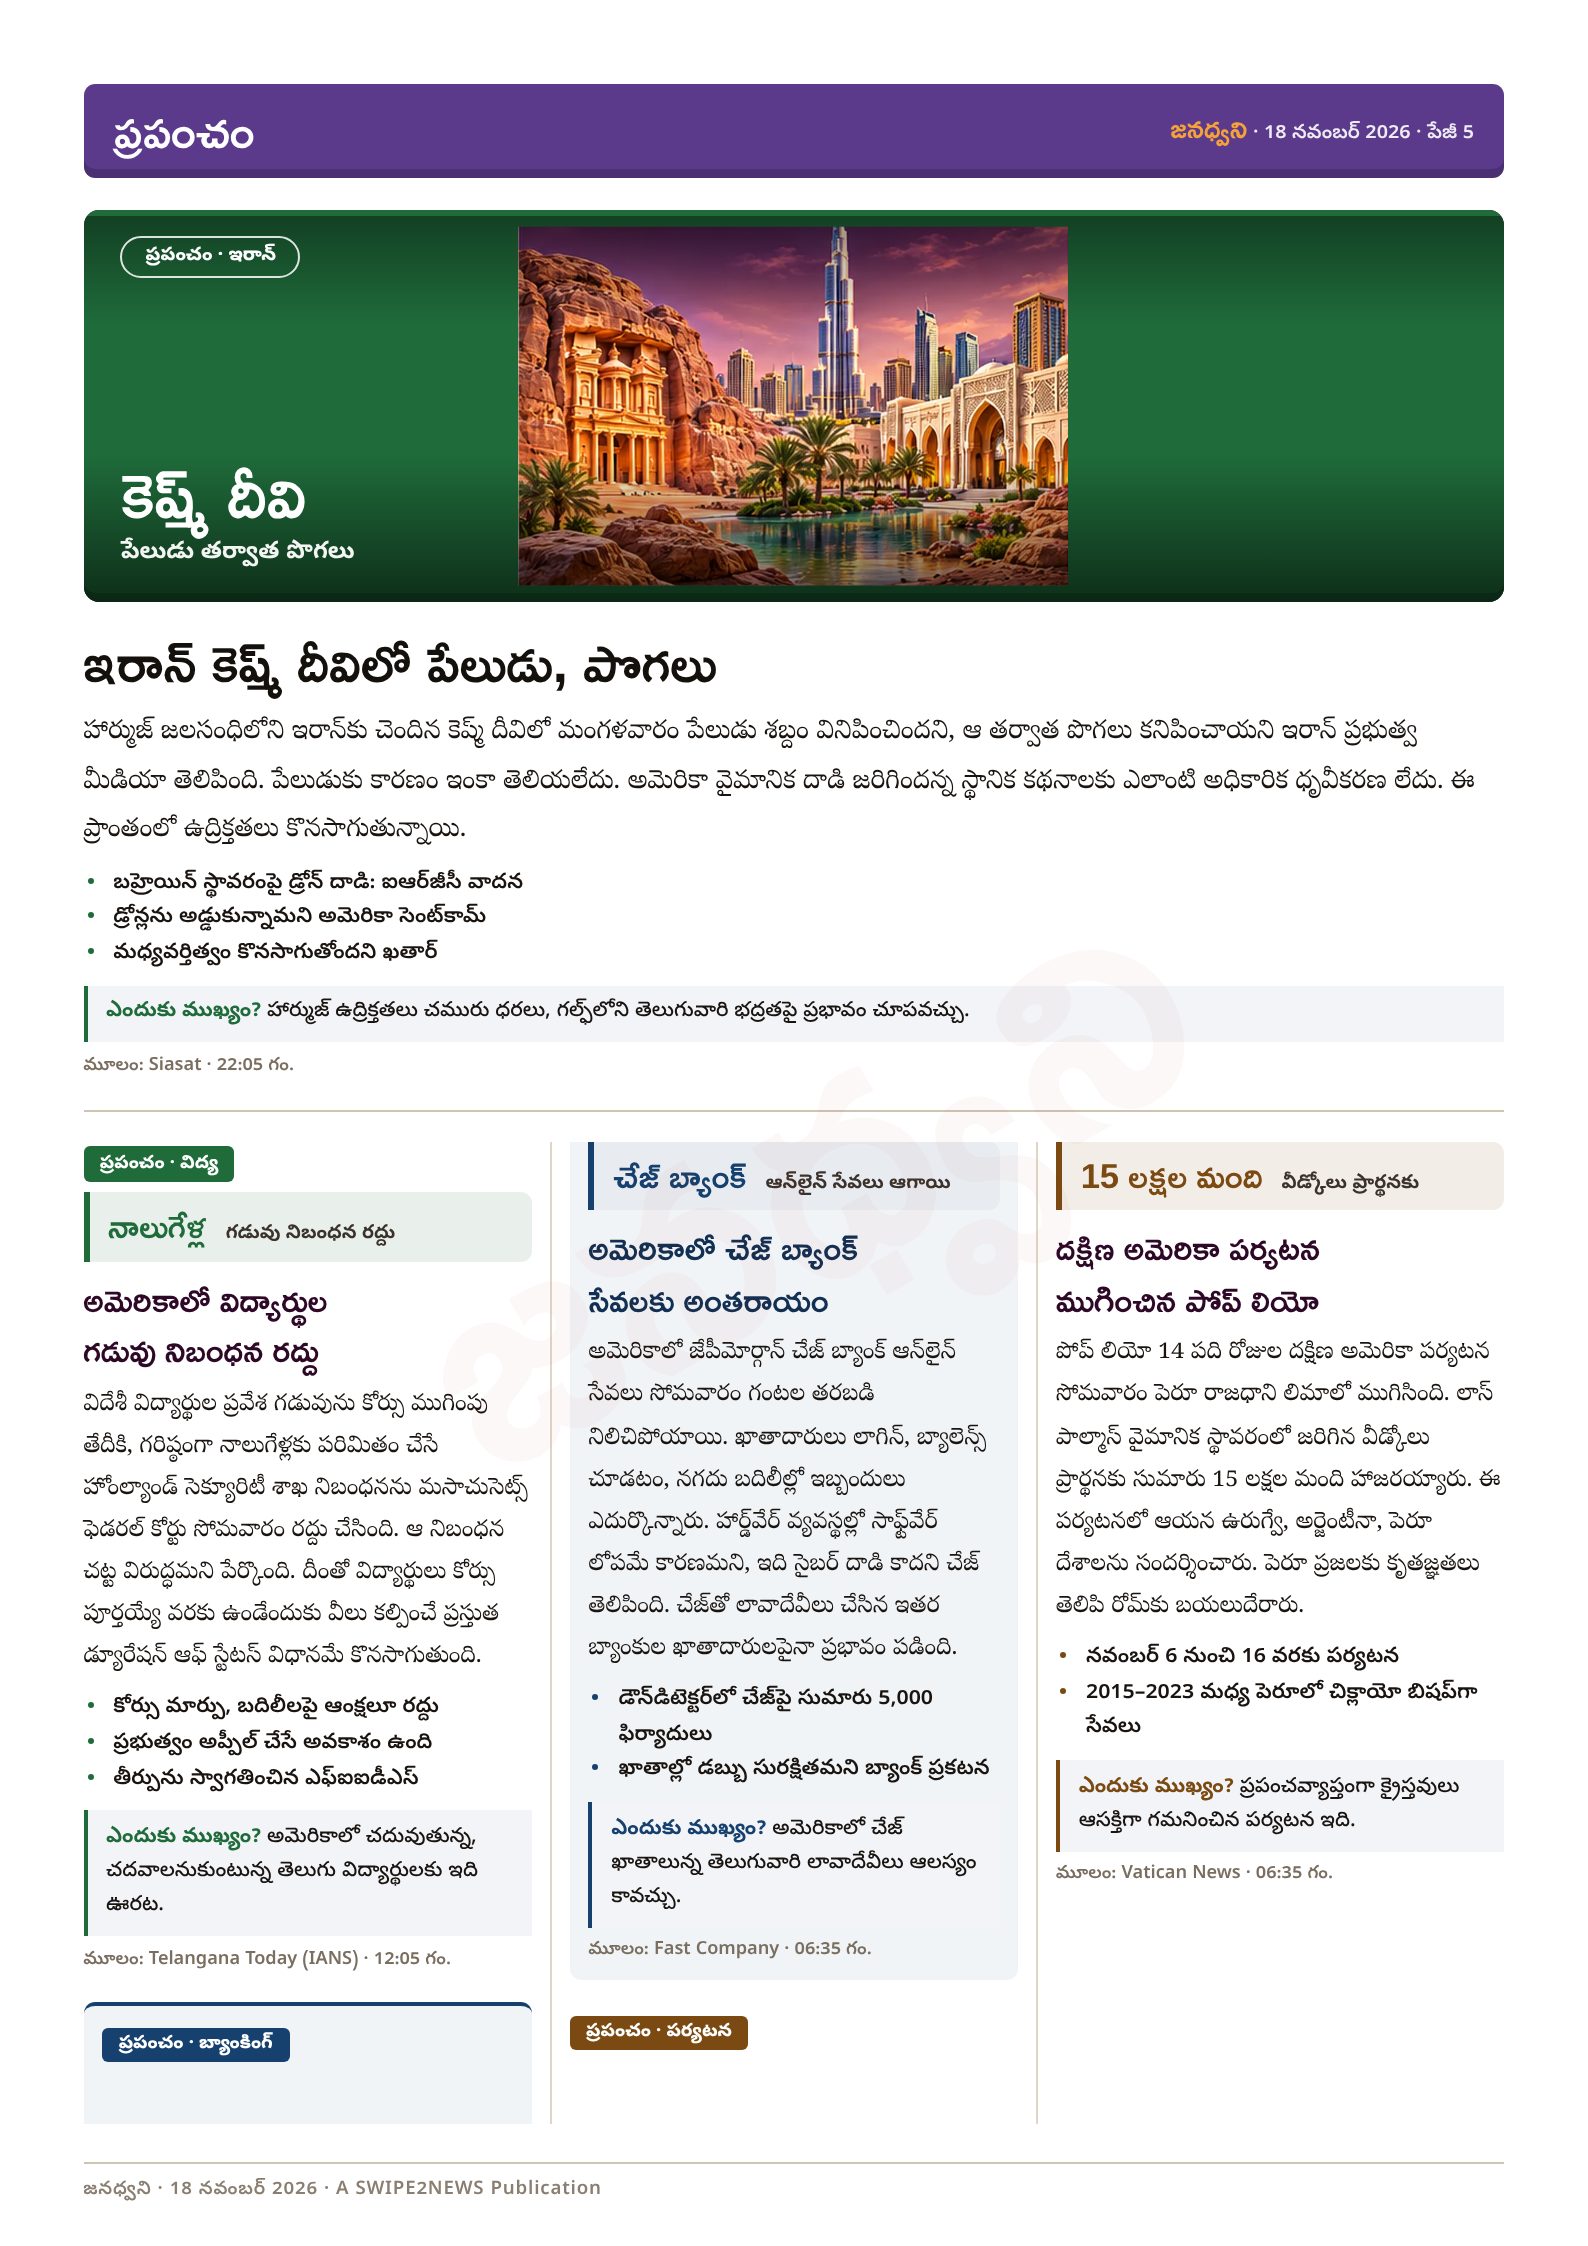 ప్రపంచం
జనధ్వని · 18 నవంబర్ 2026 · పేజీ 5
ప్రపంచం · ఇరాన్
కెష్మ్ దీవి
పేలుడు తర్వాత పొగలు
ఇరాన్ కెష్మ్ దీవిలో పేలుడు, పొగలు
హార్ముజ్ జలసంధిలోని ఇరాన్‌కు చెందిన కెష్మ్ దీవిలో మంగళవారం పేలుడు శబ్దం వినిపించిందని, ఆ తర్వాత పొగలు కనిపించాయని ఇరాన్ ప్రభుత్వ
మీడియా తెలిపింది. పేలుడుకు కారణం ఇంకా తెలియలేదు. అమెరికా వైమానిక దాడి జరిగిందన్న స్థానిక కథనాలకు ఎలాంటి అధికారిక ధృవీకరణ లేదు. ఈ
ప్రాంతంలో ఉద్రిక్తతలు కొనసాగుతున్నాయి.
• బహ్రెయిన్ స్థావరంపై డ్రోన్ దాడి: ఐఆర్‌జీసీ వాదన
• డ్రోన్లను అడ్డుకున్నామని అమెరికా సెంట్‌కామ్
• మధ్యవర్తిత్వం కొనసాగుతోందని ఖతార్
ఎందుకు ముఖ్యం? హార్ముజ్ ఉద్రిక్తతలు చమురు ధరలు, గల్ఫ్‌లోని తెలుగువారి భద్రతపై ప్రభావం చూపవచ్చు.
మూలం: Siasat · 22:05 గం.
ప్రపంచం · విద్య
నాలుగేళ్ల గడువు నిబంధన రద్దు
అమెరికాలో విద్యార్థుల
గడువు నిబంధన రద్దు
విదేశీ విద్యార్థుల ప్రవేశ గడువును కోర్సు ముగింపు
తేదీకి, గరిష్ఠంగా నాలుగేళ్లకు పరిమితం చేసే
హోంల్యాండ్ సెక్యూరిటీ శాఖ నిబంధనను మసాచుసెట్స్
ఫెడరల్ కోర్టు సోమవారం రద్దు చేసింది. ఆ నిబంధన
చట్ట విరుద్ధమని పేర్కొంది. దీంతో విద్యార్థులు కోర్సు
పూర్తయ్యే వరకు ఉండేందుకు వీలు కల్పించే ప్రస్తుత
డ్యూరేషన్ ఆఫ్ స్టేటస్ విధానమే కొనసాగుతుంది.
• కోర్సు మార్పు, బదిలీలపై ఆంక్షలూ రద్దు
• ప్రభుత్వం అప్పీల్ చేసే అవకాశం ఉంది
• తీర్పును స్వాగతించిన ఎఫ్ఐఐడీఎస్
ఎందుకు ముఖ్యం? అమెరికాలో చదువుతున్న,
చదవాలనుకుంటున్న తెలుగు విద్యార్థులకు ఇది
ఊరట.
మూలం: Telangana Today (IANS) · 12:05 గం.
ప్రపంచం · బ్యాంకింగ్
చేజ్ బ్యాంక్ ఆన్‌లైన్ సేవలు ఆగాయి
అమెరికాలో చేజ్ బ్యాంక్
సేవలకు అంతరాయం
అమెరికాలో జేపీమోర్గాన్ చేజ్ బ్యాంక్ ఆన్‌లైన్
సేవలు సోమవారం గంటల తరబడి
నిలిచిపోయాయి. ఖాతాదారులు లాగిన్, బ్యాలెన్స్
చూడటం, నగదు బదిలీల్లో ఇబ్బందులు
ఎదుర్కొన్నారు. హార్డ్‌వేర్ వ్యవస్థల్లో సాఫ్ట్‌వేర్
లోపమే కారణమని, ఇది సైబర్ దాడి కాదని చేజ్
తెలిపింది. చేజ్‌తో లావాదేవీలు చేసిన ఇతర
బ్యాంకుల ఖాతాదారులపైనా ప్రభావం పడింది.
• డౌన్‌డిటెక్టర్‌లో చేజ్‌పై సుమారు 5,000
ఫిర్యాదులు
• ఖాతాల్లో డబ్బు సురక్షితమని బ్యాంక్ ప్రకటన
ఎందుకు ముఖ్యం? అమెరికాలో చేజ్
ఖాతాలున్న తెలుగువారి లావాదేవీలు ఆలస్యం
కావచ్చు.
మూలం: Fast Company · 06:35 గం.
ప్రపంచం · పర్యటన
15 లక్షల మంది వీడ్కోలు ప్రార్థనకు
దక్షిణ అమెరికా పర్యటన
ముగించిన పోప్ లియో
పోప్ లియో 14 పది రోజుల దక్షిణ అమెరికా పర్యటన
సోమవారం పెరూ రాజధాని లిమాలో ముగిసింది. లాస్
పాల్మాస్ వైమానిక స్థావరంలో జరిగిన వీడ్కోలు
ప్రార్థనకు సుమారు 15 లక్షల మంది హాజరయ్యారు. ఈ
పర్యటనలో ఆయన ఉరుగ్వే, అర్జెంటీనా, పెరూ
దేశాలను సందర్శించారు. పెరూ ప్రజలకు కృతజ్ఞతలు
తెలిపి రోమ్‌కు బయలుదేరారు.
• నవంబర్ 6 నుంచి 16 వరకు పర్యటన
• 2015–2023 మధ్య పెరూలో చిక్లాయో బిషప్‌గా
సేవలు
ఎందుకు ముఖ్యం? ప్రపంచవ్యాప్తంగా క్రైస్తవులు
ఆసక్తిగా గమనించిన పర్యటన ఇది.
మూలం: Vatican News · 06:35 గం.
జనధ్వని
జనధ్వని · 18 నవంబర్ 2026 · A SWIPE2NEWS Publication